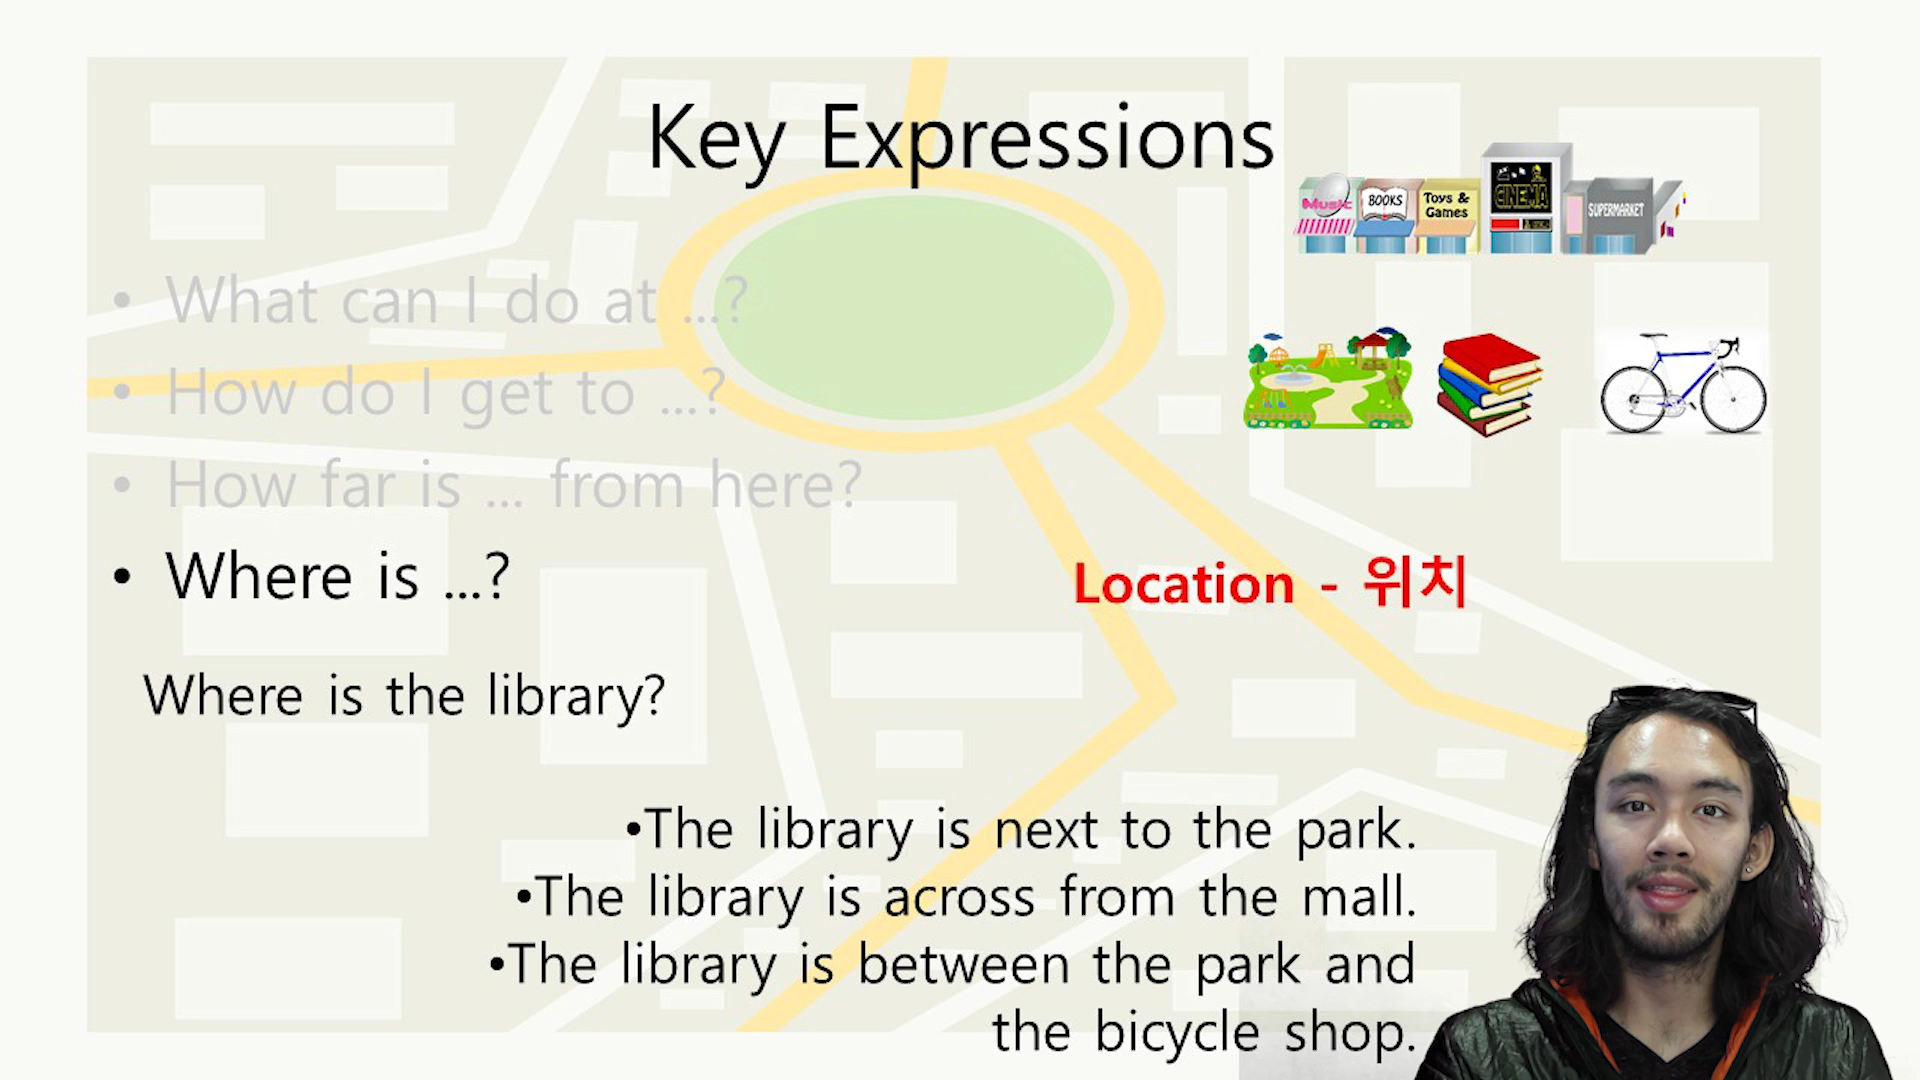 Key Expressions
Music
BOOKS
Toys &
Games
CINEMA
SUPERMARKET
• What can I do at ...?
• How do I get to ...?
• How far is ... from here?
• Where is ...?
Location - 위치
Where is the library?
•The library is next to the park.
•The library is across from the mall.
•The library is between the park and
the bicycle shop.